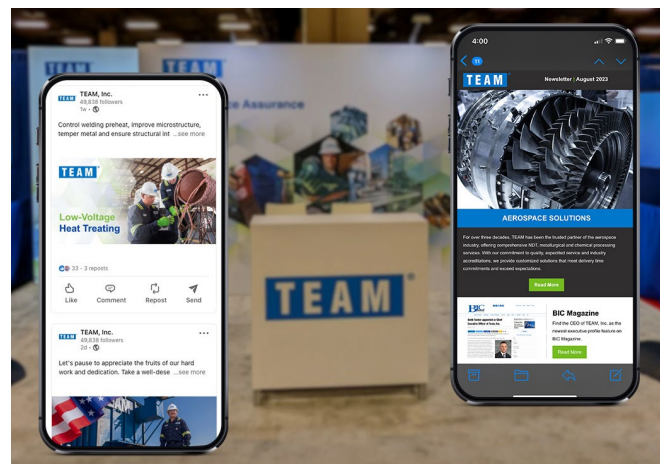 TEAM
TEAM, Inc.
49,838 followers
1w
Control welding preheat, improve microstructure,
temper metal and ensure structural int ...see more
TEAM
Low-Voltage
Heat Treating
33 · 3 reposts
Like Comment Repost Send
TEAM
TEAM, Inc.
49,838 followers
2d
Let's pause to appreciate the fruits of our hard
work and dedication. Take a well-dese ...see more
TEAM
TEAM
ce Assurance
TEAM
4:00
11
TEAM
Newsletter | August 2023
AEROSPACE SOLUTIONS
For over three decades, TEAM has been the trusted partner of the aerospace
industry, offering comprehensive NDT, metallurgical and chemical processing
services. With our commitment to quality, expedited service and industry
accreditations, we provide customized solutions that meet delivery time
commitments and exceed expectations.
Read More
BIC
BIC Magazine
Find the CEO of TEAM, Inc. as the
newest executive profile feature on
BIC Magazine.
Read More